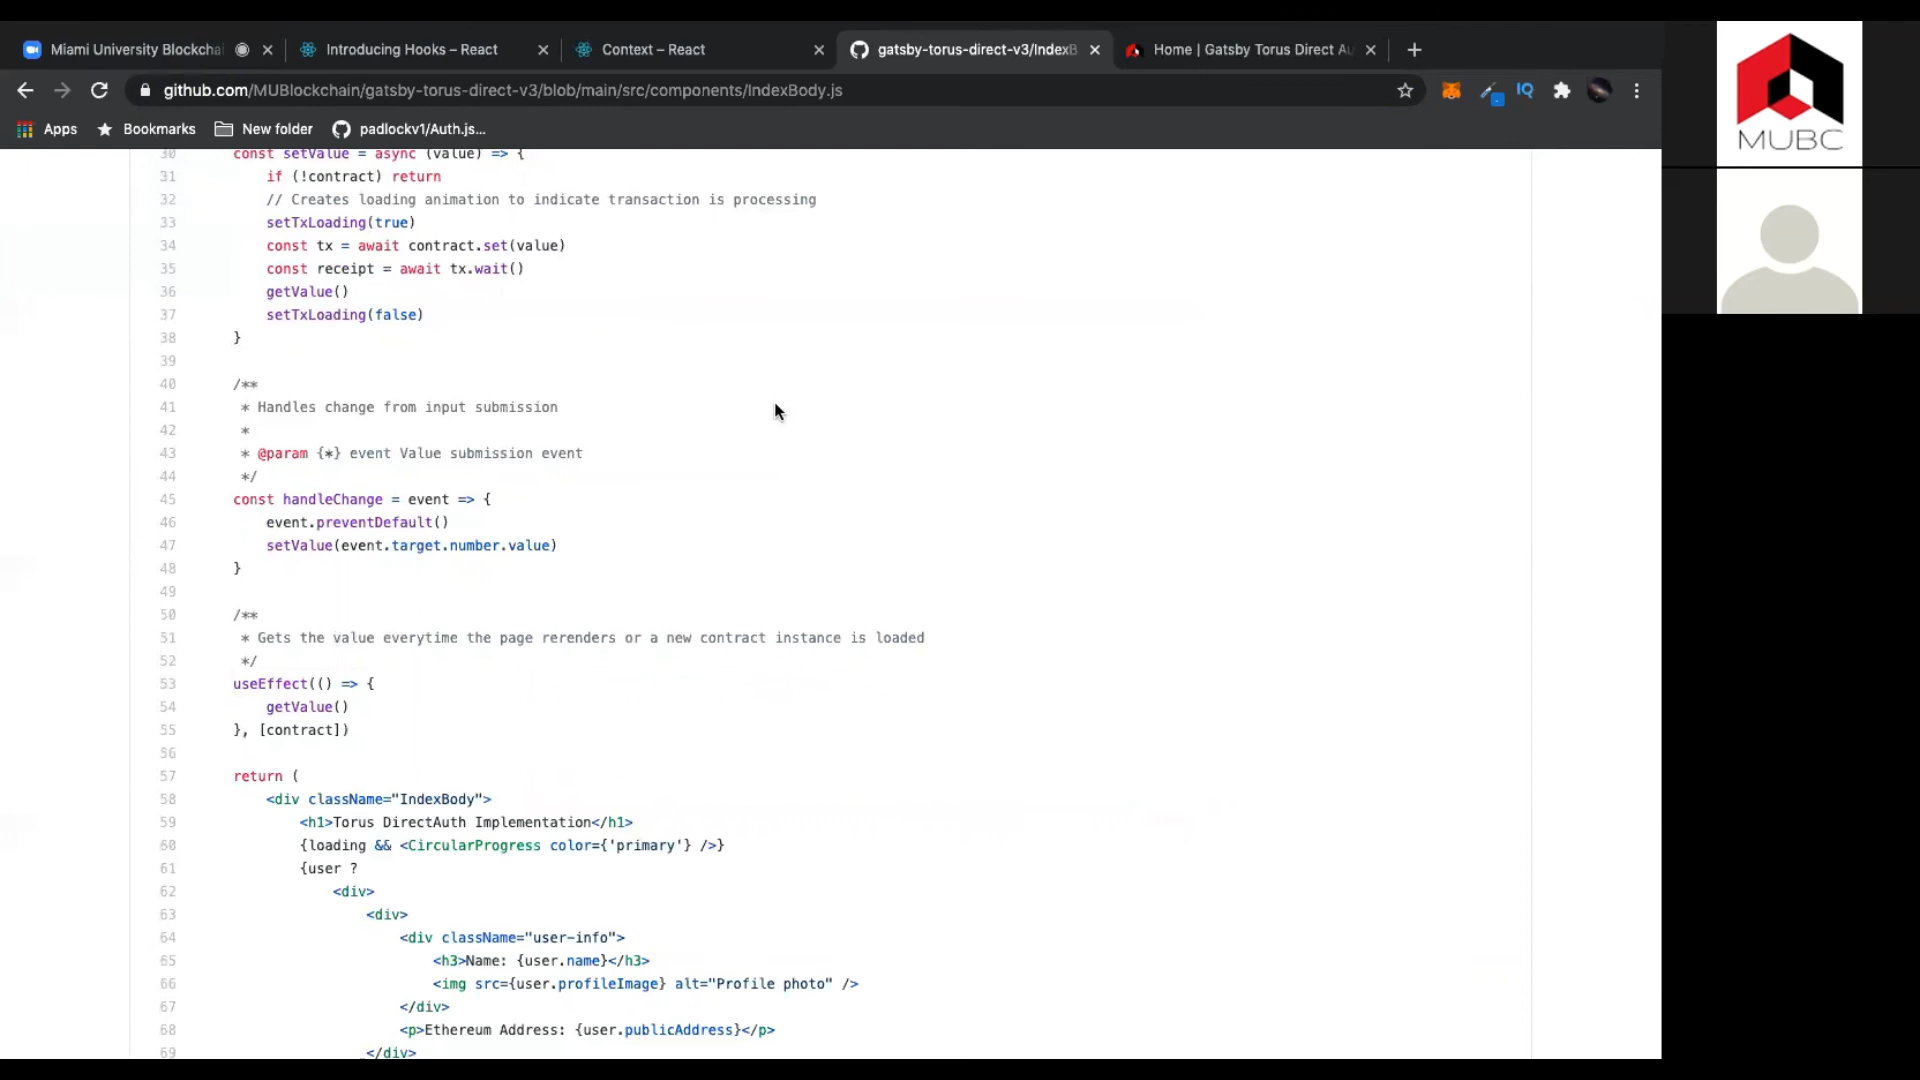 Miami University Blockcha
Introducing Hooks – React
Context – React
gatsby-torus-direct-v3/IndexB
Home | Gatsby Torus Direct Au
github.com/MUBlockchain/gatsby-torus-direct-v3/blob/main/src/components/IndexBody.js
IQ
Apps
Bookmarks
New folder
padlockv1/Auth.js...
MUBC
30 const setValue = async (value) => {
31 if (!contract) return
32 // Creates loading animation to indicate transaction is processing
33 setTxLoading(true)
34 const tx = await contract.set(value)
35 const receipt = await tx.wait()
36 getValue()
37 setTxLoading(false)
38 }
39
40 /**
41 * Handles change from input submission
42 *
43 * @param {*} event Value submission event
44 */
45 const handleChange = event => {
46 event.preventDefault()
47 setValue(event.target.number.value)
48 }
49
50 /**
51 * Gets the value everytime the page rerenders or a new contract instance is loaded
52 */
53 useEffect(() => {
54 getValue()
55 }, [contract])
56
57 return (
58 <div className="IndexBody">
59 <h1>Torus DirectAuth Implementation</h1>
60 {loading && <CircularProgress color={'primary'} />}
61 {user ?
62 <div>
63 <div>
64 <div className="user-info">
65 <h3>Name: {user.name}</h3>
66 <img src={user.profileImage} alt="Profile photo" />
67 </div>
68 <p>Ethereum Address: {user.publicAddress}</p>
69 </div>